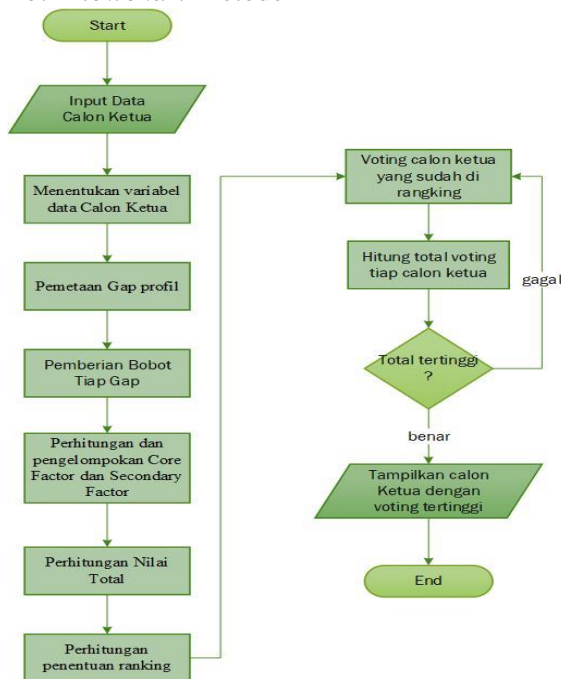 Start
Input Data
Calon Ketua
Menentukan variabel
data Calon Ketua
Pemetaan Gap profil
Pemberian Bobot
Tiap Gap
Perhitungan dan
pengelompokan Core
Factor dan Secondary
Factor
Perhitungan Nilai
Total
Perhitungan
penentuan ranking
Voting calon ketua
yang sudah di
rangking
Hitung total voting
tiap calon ketua
gagal
Total tertinggi
?
benar
Tampilkan calon
Ketua dengan
voting tertinggi
End